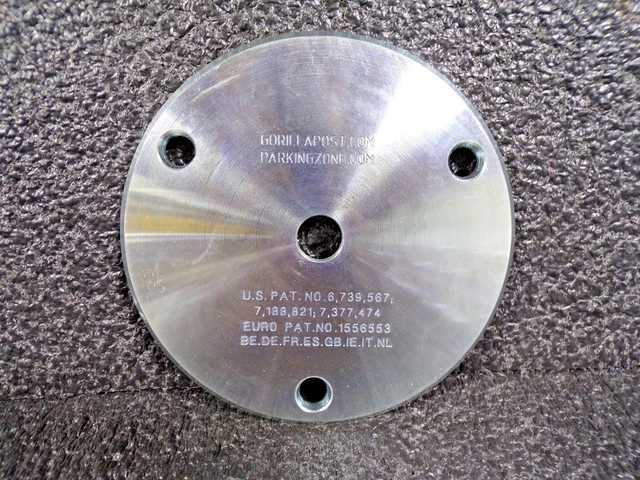 GORILLAPOST.COM
PARKINGZONE.COM
U.S. PAT. NO.6,739,567;
7,189,821; 7,377,474
EURO PAT.NO.1556553
BE.DE.FR.ES.GB.IE.IT.NL